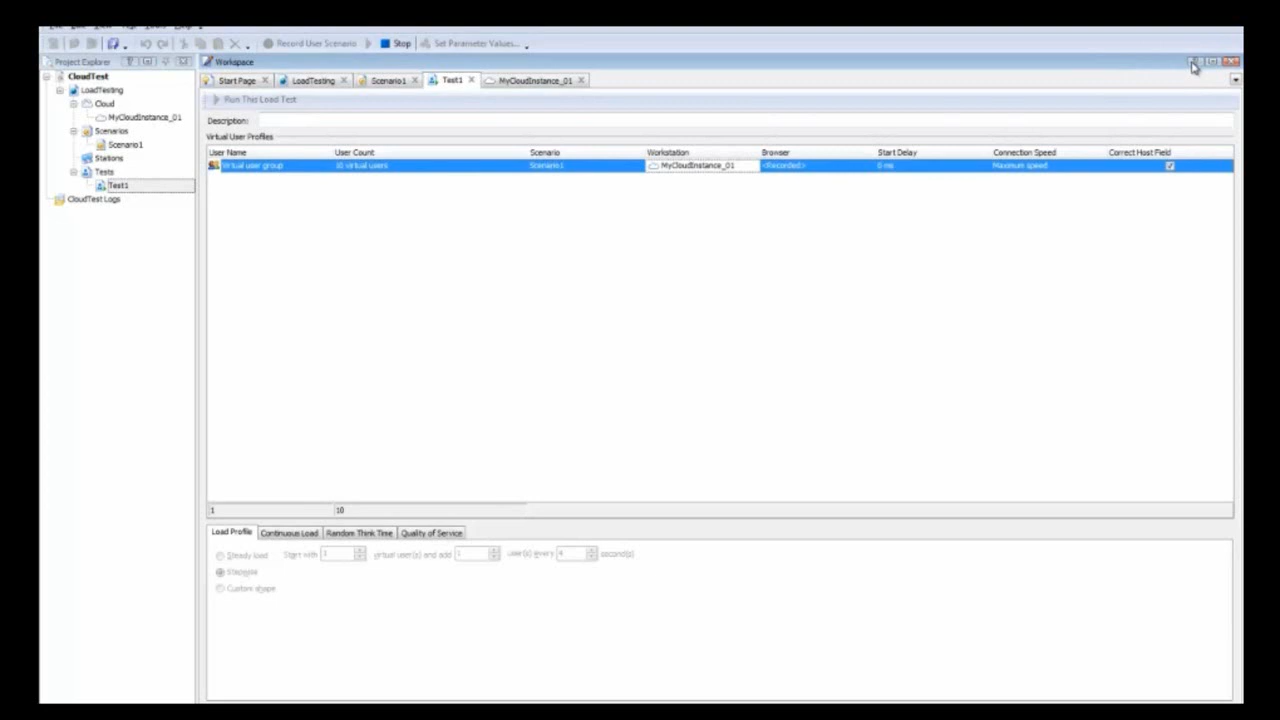 Record User Scenario Stop Set Parameter Values...
Project Explorer Workspace
CloudTest
LoadTesting
Cloud
MyCloudInstance_01
Scenarios
Scenario1
Stations
Tests
Test1
CloudTest Logs
Start Page LoadTesting Scenario1 Test1 MyCloudInstance_01
Run This Load Test
Description:
Virtual User Profiles
User Name User Count Scenario Workstation Browser Start Delay Connection Speed Correct Host Field
Virtual user group 10 virtual users Scenario1 MyCloudInstance_01 <Recorded> 0 ms Maximum speed
1 10
Load Profile Continuous Load Random Think Time Quality of Service
Steady load Start with 1 virtual user(s) and add 1 user(s) every 4 second(s)
Stepwise
Custom shape